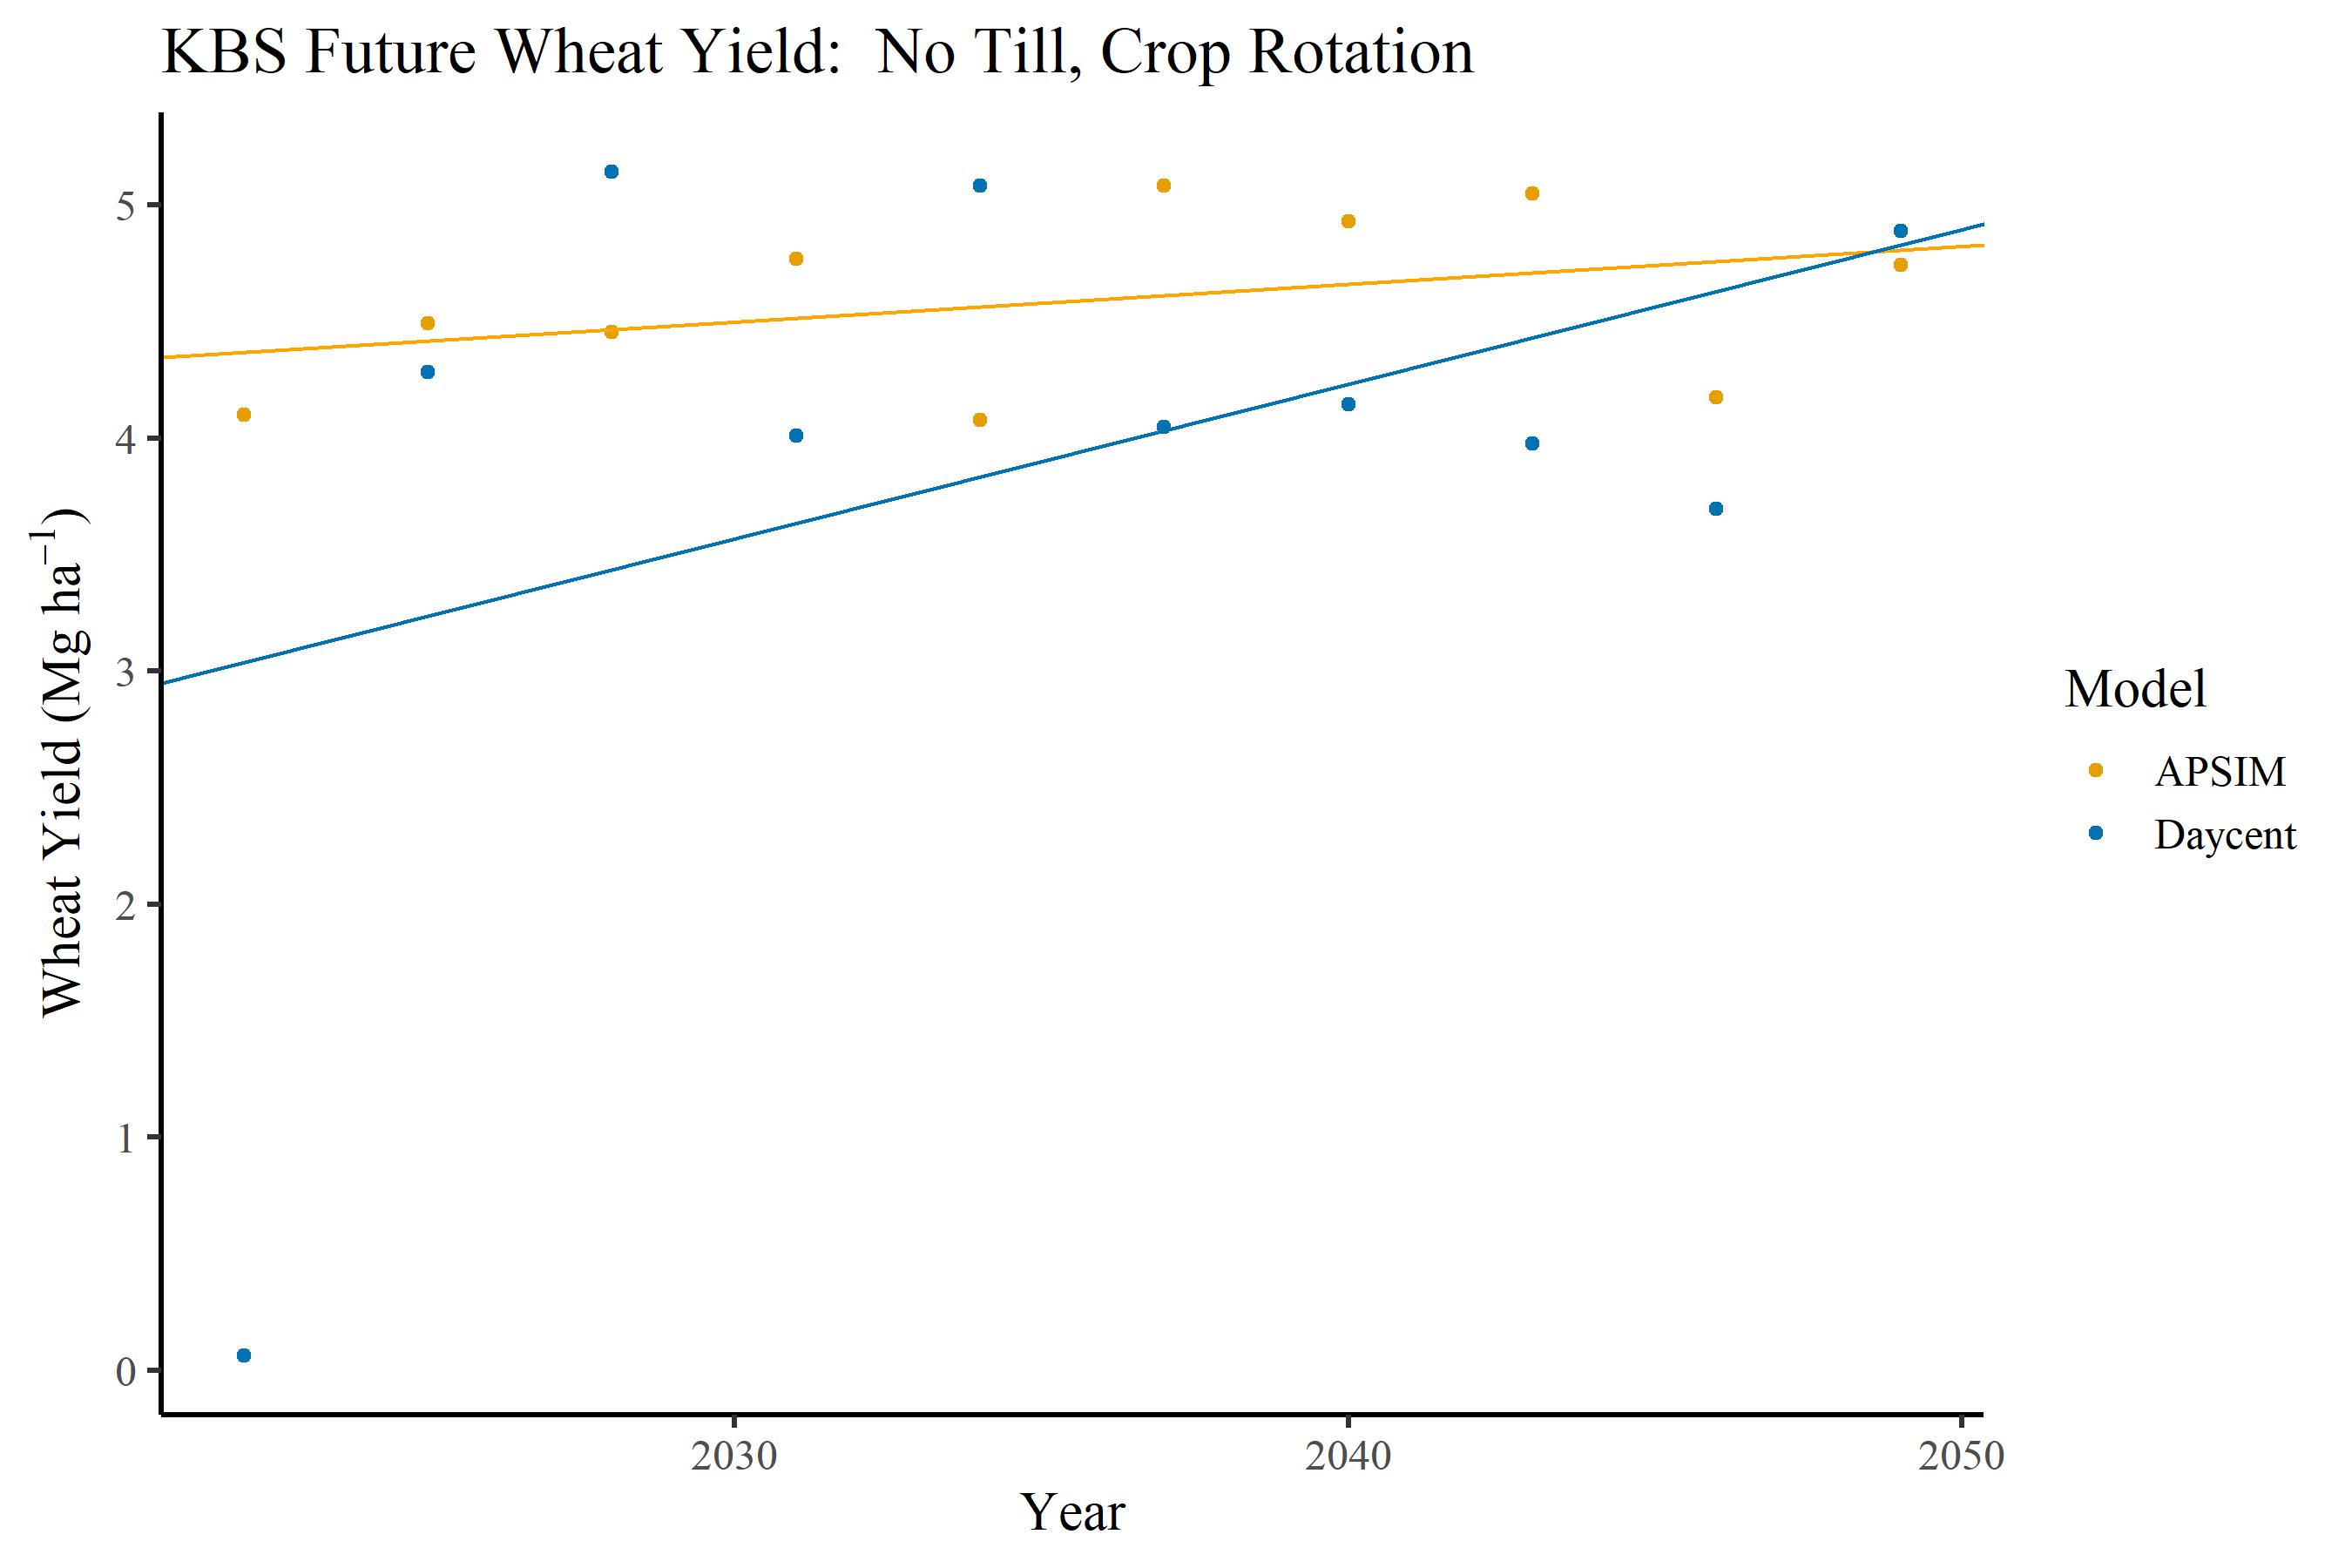 KBS Future Wheat Yield:  No Till, Crop Rotation
Wheat Yield (Mg ha⁻¹)
5
4
3
2
1
0
2030 2040 2050
Year
Model
APSIM
Daycent